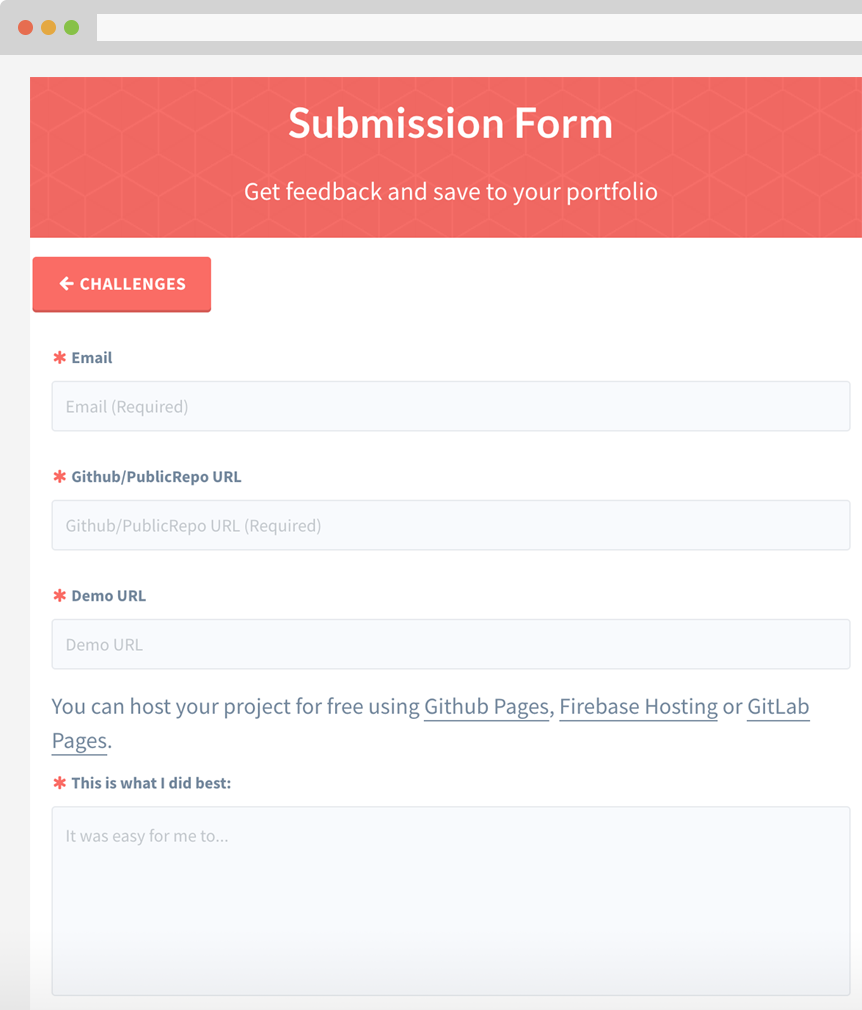 Submission Form
Get feedback and save to your portfolio
← CHALLENGES
* Email
Email (Required)
* Github/PublicRepo URL
Github/PublicRepo URL (Required)
* Demo URL
Demo URL
You can host your project for free using Github Pages, Firebase Hosting or GitLab
Pages.
* This is what I did best:
It was easy for me to...